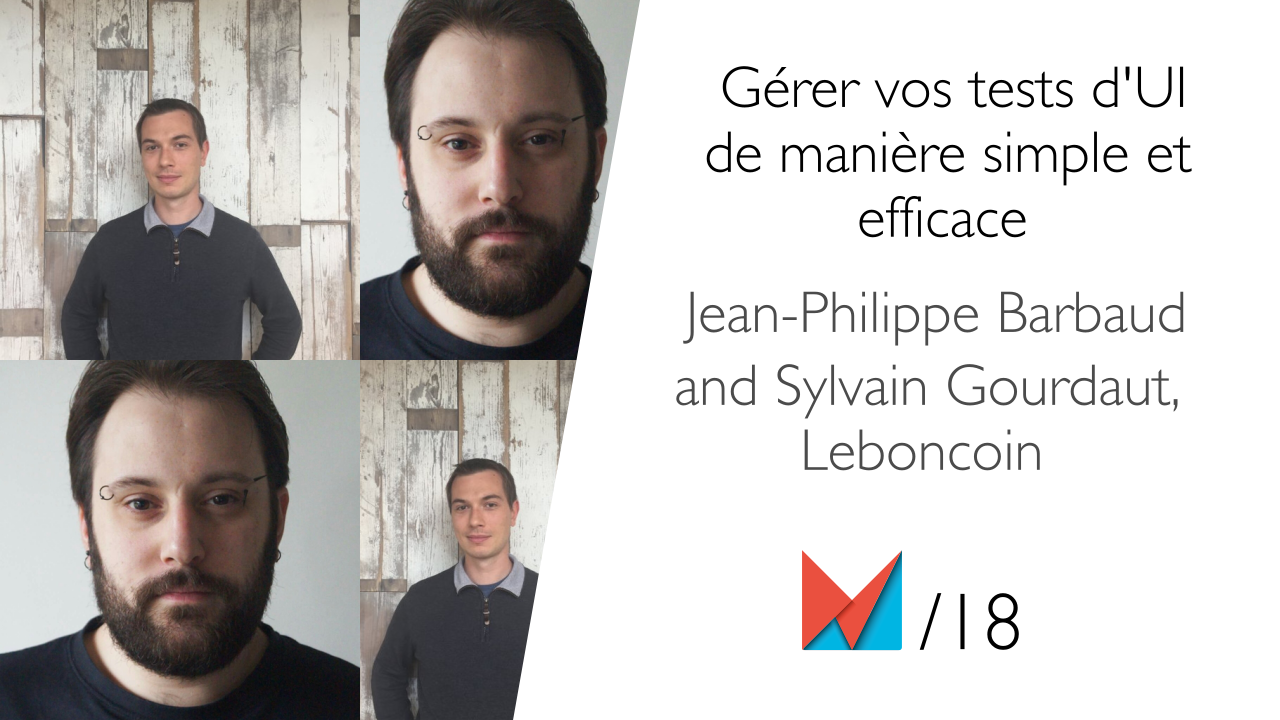 Gérer vos tests d'UI
de manière simple et
efficace
Jean-Philippe Barbaud
and Sylvain Gourdaut,
Leboncoin
/18